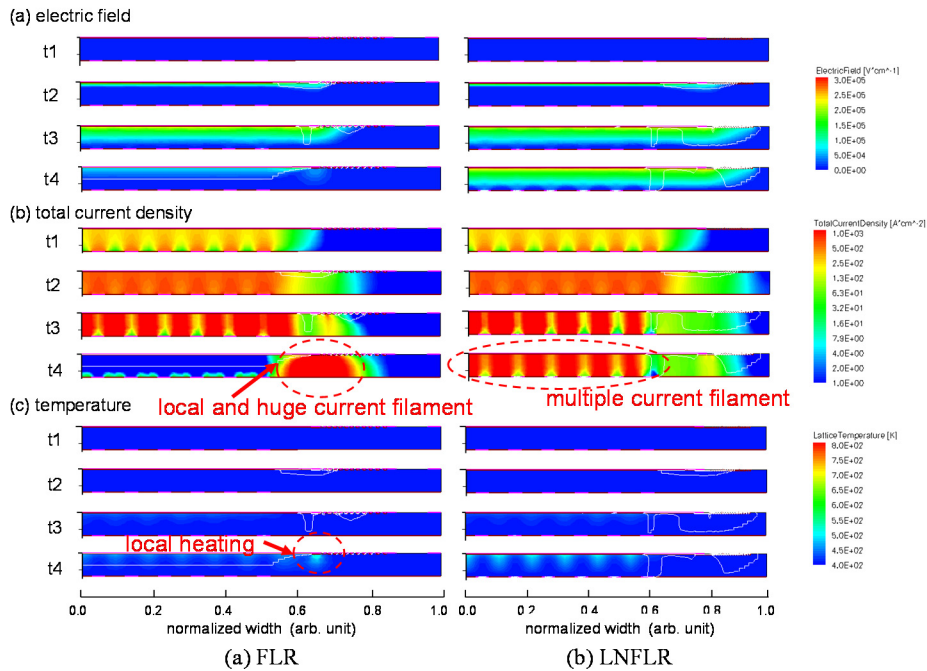 (a) electric field
t1
t2
t3
t4
ElectricField [V*cm^-1]
3.0E+05
2.5E+05
2.0E+05
1.5E+05
1.0E+05
5.0E+04
0.0E+00
(b) total current density
t1
t2
t3
t4
local and huge current filament
multiple current filament
TotalCurrentDensity [A*cm^-2]
1.0E+03
5.0E+02
2.5E+02
1.3E+02
6.3E+01
3.2E+01
1.6E+01
7.9E+00
4.0E+00
2.0E+00
1.0E+00
(c) temperature
t1
t2
t3
t4
local heating
LatticeTemperature [K]
8.0E+02
7.5E+02
7.0E+02
6.5E+02
6.0E+02
5.5E+02
5.0E+02
4.5E+02
4.0E+02
0.0 0.2 0.4 0.6 0.8 1.0
0.0 0.2 0.4 0.6 0.8 1.0
normalized width (arb. unit)
normalized width (arb. unit)
(a) FLR
(b) LNFLR